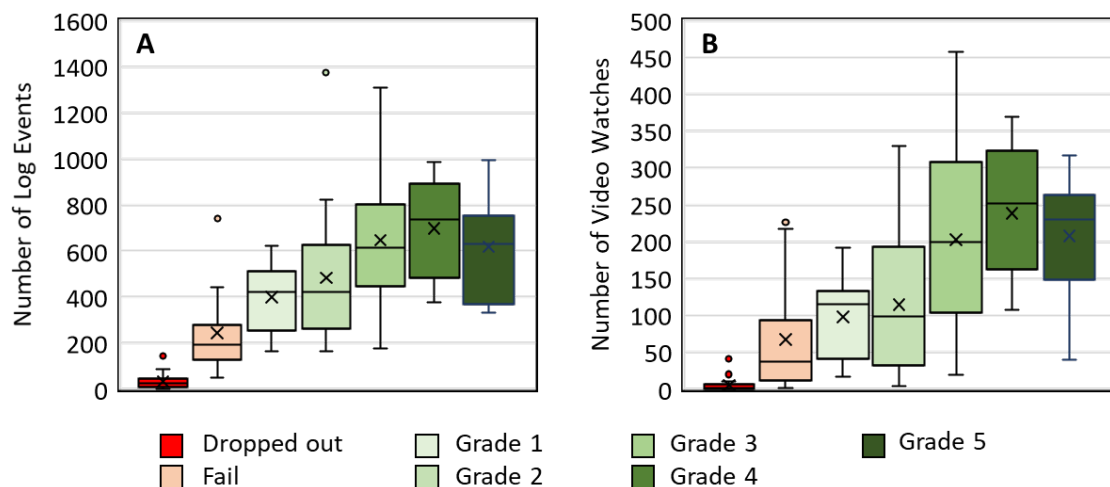 A
Number of Log Events
1600
1400
1200
1000
800
600
400
200
0
B
Number of Video Watches
500
450
400
350
300
250
200
150
100
50
0
Dropped out
Fail
Grade 1
Grade 2
Grade 3
Grade 4
Grade 5